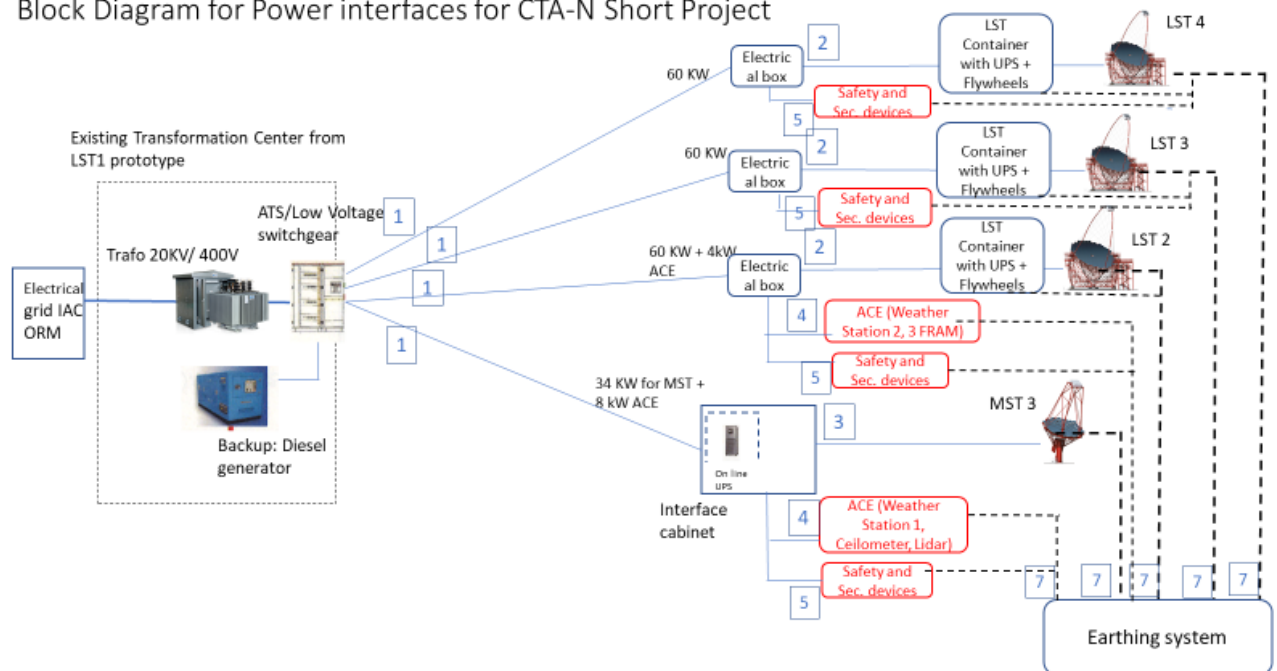 Block Diagram for Power interfaces for CTA-N Short Project
Existing Transformation Center from
LST1 prototype
ATS/Low Voltage
switchgear
Trafo 20KV/ 400V
Electrical
grid IAC
ORM
Backup: Diesel
generator
1
1
1
1
60 KW
Electric
al box
2
LST
Container
with UPS +
Flywheels
LST 4
Safety and
Sec. devices
5
60 KW
Electric
al box
2
LST
Container
with UPS +
Flywheels
LST 3
Safety and
Sec. devices
5
60 KW + 4kW
ACE
Electric
al box
2
LST
Container
with UPS +
Flywheels
LST 2
4
ACE (Weather
Station 2, 3 FRAM)
5
Safety and
Sec. devices
34 KW for MST +
8 kW ACE
On line
UPS
Interface
cabinet
3
MST 3
4
ACE (Weather
Station 1,
Ceilometer, Lidar)
5
Safety and
Sec. devices
7
7
7
7
7
Earthing system